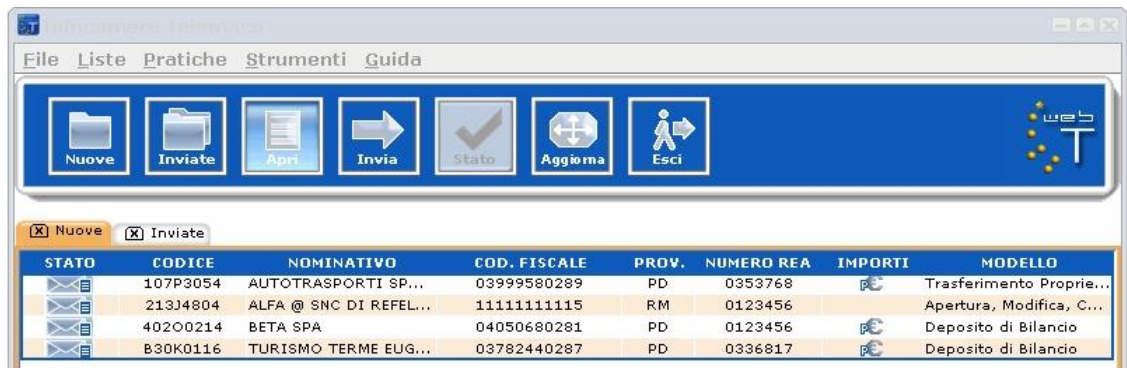 File Liste Pratiche Strumenti Guida
Nuove Inviate Apri Invia Stato Aggiorna Esci
web T
Nuove Inviate
STATO CODICE NOMINATIVO COD. FISCALE PROV. NUMERO REA IMPORTI MODELLO
107P3054 AUTOTRASPORTI SP... 03999580289 PD 0353768 Trasferimento Proprie...
213J4804 ALFA @ SNC DI REFEL... 11111111115 RM 0123456 Apertura, Modifica, C...
402O0214 BETA SPA 04050680281 PD 0123456 Deposito di Bilancio
B30K0116 TURISMO TERME EUG... 03782440287 PD 0336817 Deposito di Bilancio